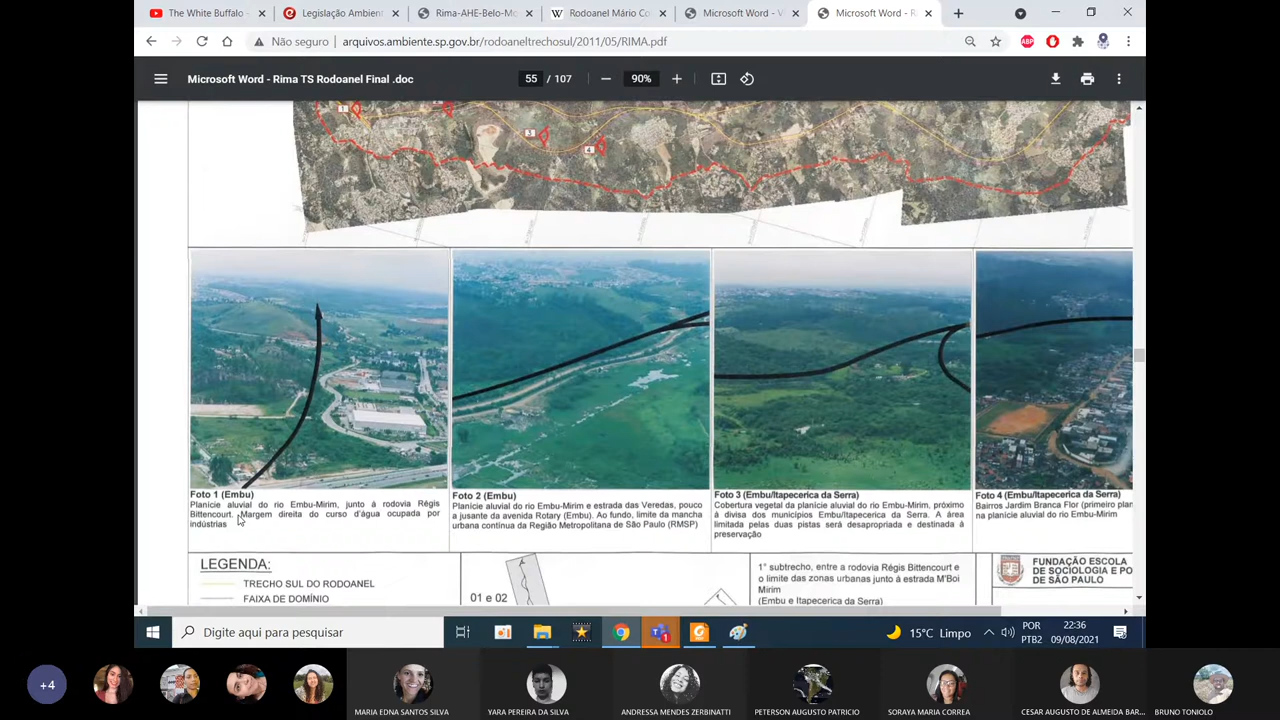 The White Buffalo -
Legislação Ambien
Rima-AHE-Belo-Mo
Rodoanel Mário Co
Microsoft Word - V
Microsoft Word - R
Não seguro
arquivos.ambiente.sp.gov.br/rodoaneltrechosul/2011/05/RIMA.pdf
ABP
Microsoft Word - Rima TS Rodoanel Final .doc
55 / 107
90%
1
3
4
Foto 1 (Embu)
Planície aluvial do rio Embu-Mirim, junto à rodovia Régis
Bittencourt. Margem direita do curso d'água ocupada por
indústrias
Foto 2 (Embu)
Planície aluvial do rio Embu-Mirim e estrada das Veredas, pouco
a jusante da avenida Rotary (Embu). Ao fundo, limite da mancha
urbana contínua da Região Metropolitana de São Paulo (RMSP)
Foto 3 (Embu/Itapecerica da Serra)
Cobertura vegetal da planície aluvial do rio Embu-Mirim, próximo
à divisa dos municípios Embu/Itapecerica da Serra. A área
limitada pelas duas pistas será desapropriada e destinada à
preservação
Foto 4 (Embu/Itapecerica da Serra)
Bairros Jardim Branca Flor (primeiro plan
na planície aluvial do rio Embu-Mirim
LEGENDA:
TRECHO SUL DO RODOANEL
FAIXA DE DOMÍNIO
01 e 02
1° subtrecho, entre a rodovia Régis Bittencourt e
o limite das zonas urbanas junto à estrada M'Boi
Mirim
(Embu e Itapecerica da Serra)
FUNDAÇÃO ESCOLA
DE SOCIOLOGIA E PO
DE SÃO PAULO
Digite aqui para pesquisar
15°C Limpo
POR
PTB2
22:36
09/08/2021
+4
MARIA EDNA SANTOS SILVA
YARA PEREIRA DA SILVA
ANDRESSA MENDES ZERBINATTI
PETERSON AUGUSTO PATRICIO
SORAYA MARIA CORREA
CESAR AUGUSTO DE ALMEIDA BAR...
BRUNO TONIOLO